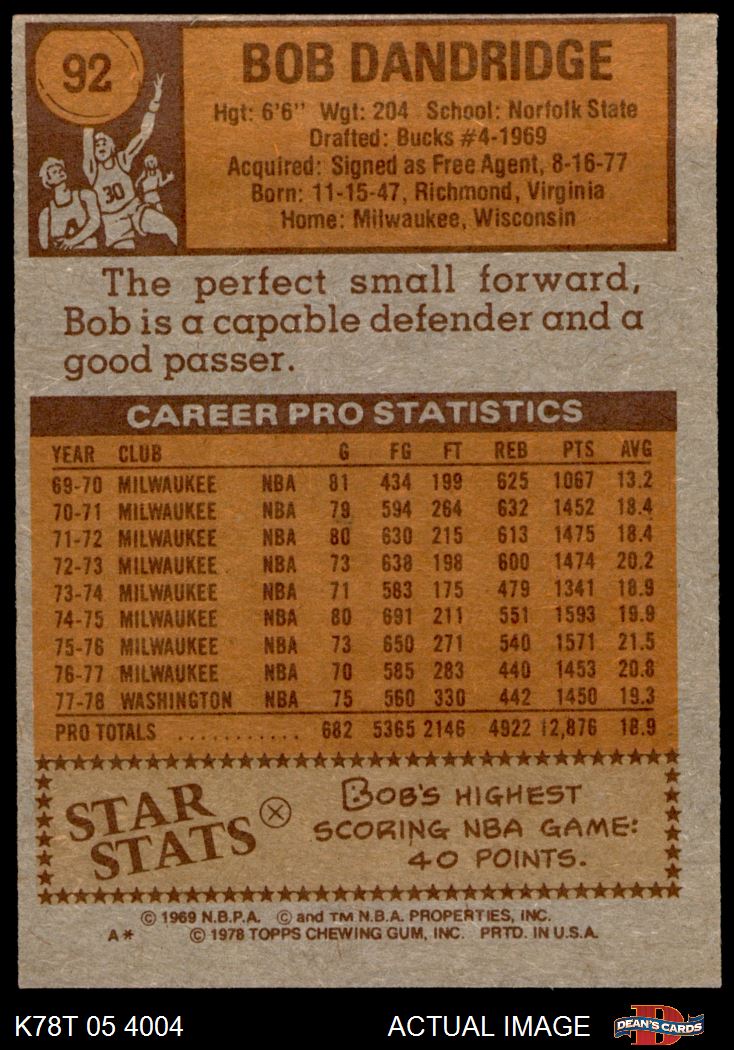 92
BOB DANDRIDGE
Hgt: 6'6" Wgt: 204 School: Norfolk State
Drafted: Bucks #4-1969
Acquired: Signed as Free Agent, 8-16-77
Born: 11-15-47, Richmond, Virginia
Home: Milwaukee, Wisconsin
30
The perfect small forward,
Bob is a capable defender and a
good passer.
CAREER PRO STATISTICS
YEAR CLUB G FG FT REB PTS AVG
69-70 MILWAUKEE NBA 81 434 199 625 1067 13.2
70-71 MILWAUKEE NBA 79 594 264 632 1452 18.4
71-72 MILWAUKEE NBA 80 630 215 613 1475 18.4
72-73 MILWAUKEE NBA 73 638 198 600 1474 20.2
73-74 MILWAUKEE NBA 71 583 175 479 1341 18.9
74-75 MILWAUKEE NBA 80 691 211 551 1593 19.9
75-76 MILWAUKEE NBA 73 650 271 540 1571 21.5
76-77 MILWAUKEE NBA 70 585 283 440 1453 20.8
77-78 WASHINGTON NBA 75 560 330 442 1450 19.3
PRO TOTALS ........... 682 5365 2146 4922 12,876 18.9
STAR STATS
BOB'S HIGHEST
SCORING NBA GAME:
40 POINTS.
© 1969 N.B.P.A. © and TM N.B.A. PROPERTIES, INC.
A* © 1978 TOPPS CHEWING GUM, INC. PRTD. IN U.S.A.
K78T 05 4004 ACTUAL IMAGE D DEAN'S CARDS